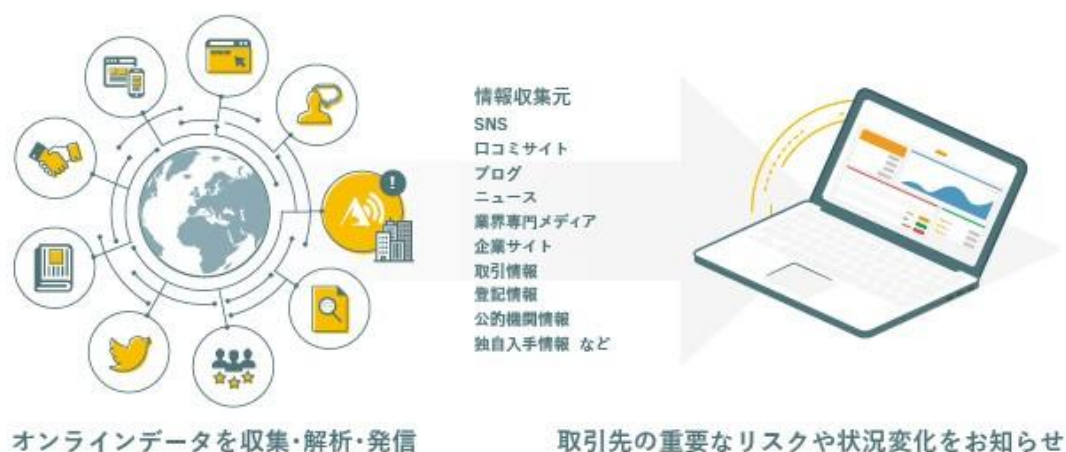 情報収集元
SNS
口コミサイト
ブログ
ニュース
業界専門メディア
企業サイト
取引情報
登記情報
公的機関情報
独自入手情報 など
オンラインデータを収集・解析・発信
取引先の重要なリスクや状況変化をお知らせ